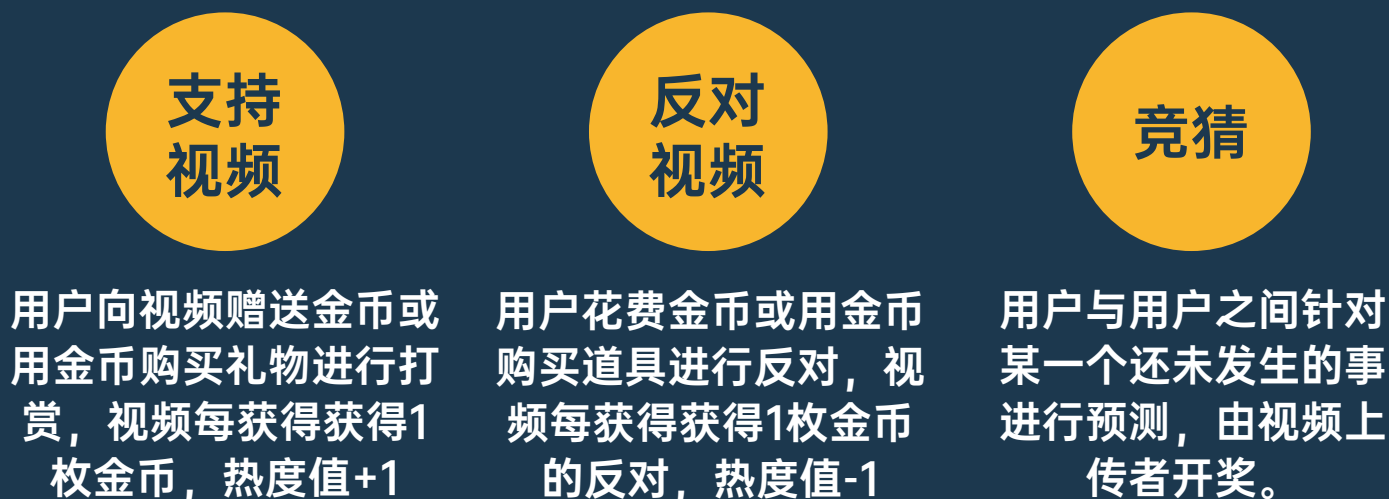 支持
视频
用户向视频赠送金币或
用金币购买礼物进行打
赏，视频每获得获得1
枚金币，热度值+1
反对
视频
用户花费金币或用金币
购买道具进行反对，视
频每获得获得1枚金币
的反对，热度值-1
竞猜
用户与用户之间针对
某一个还未发生的事
进行预测，由视频上
传者开奖。